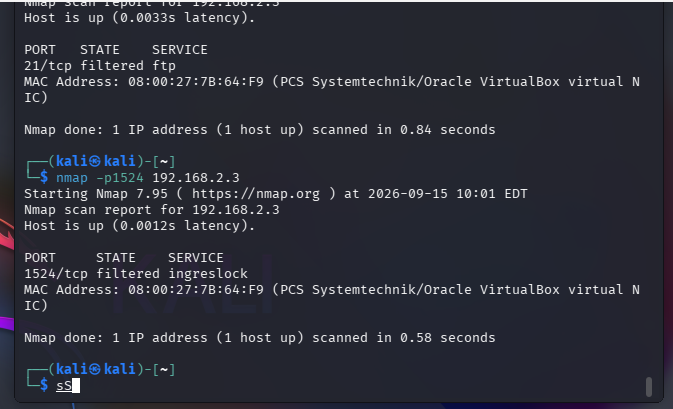 Nmap scan report for 192.168.2.3
Host is up (0.0033s latency).
PORT   STATE    SERVICE
21/tcp filtered ftp
MAC Address: 08:00:27:7B:64:F9 (PCS Systemtechnik/Oracle VirtualBox virtual N
IC)
Nmap done: 1 IP address (1 host up) scanned in 0.84 seconds
┌──(kali㉿kali)-[~]
└─$ nmap -p1524 192.168.2.3
Starting Nmap 7.95 ( https://nmap.org ) at 2026-09-15 10:01 EDT
Nmap scan report for 192.168.2.3
Host is up (0.0012s latency).
PORT     STATE    SERVICE
1524/tcp filtered ingreslock
MAC Address: 08:00:27:7B:64:F9 (PCS Systemtechnik/Oracle VirtualBox virtual N
IC)
Nmap done: 1 IP address (1 host up) scanned in 0.58 seconds
┌──(kali㉿kali)-[~]
└─$ sS